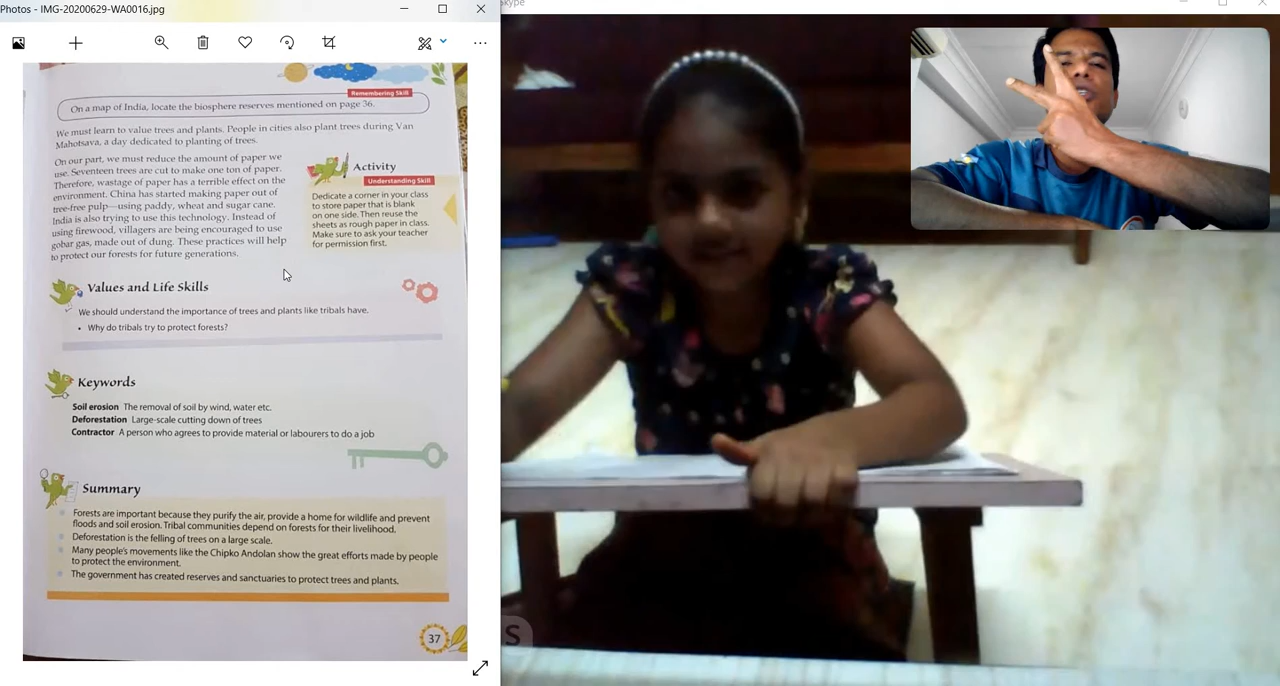 Photos - IMG-20200629-WA0016.jpg
Skype
Remembering Skill
On a map of India, locate the biosphere reserves mentioned on page 36.
We must learn to value trees and plants. People in cities also plant trees during Van
Mahotsava, a day dedicated to planting of trees.
On our part, we must reduce the amount of paper we
use. Seventeen trees are cut to make one ton of paper.
Therefore, wastage of paper has a terrible effect on the
environment. China has started making paper out of
tree-free pulp—using paddy, wheat and sugar cane.
India is also trying to use this technology. Instead of
using firewood, villagers are being encouraged to use
gobar gas, made out of dung. These practices will help
to protect our forests for future generations.
Activity
Understanding Skill
Dedicate a corner in your class
to store paper that is blank
on one side. Then reuse the
sheets as rough paper in class.
Make sure to ask your teacher
for permission first.
Values and Life Skills
We should understand the importance of trees and plants like tribals have.
• Why do tribals try to protect forests?
Keywords
Soil erosion The removal of soil by wind, water etc.
Deforestation Large-scale cutting down of trees
Contractor A person who agrees to provide material or labourers to do a job
Summary
Forests are important because they purify the air, provide a home for wildlife and prevent
floods and soil erosion. Tribal communities depend on forests for their livelihood.
Deforestation is the felling of trees on a large scale.
Many people's movements like the Chipko Andolan show the great efforts made by people
to protect the environment.
The government has created reserves and sanctuaries to protect trees and plants.
37
S